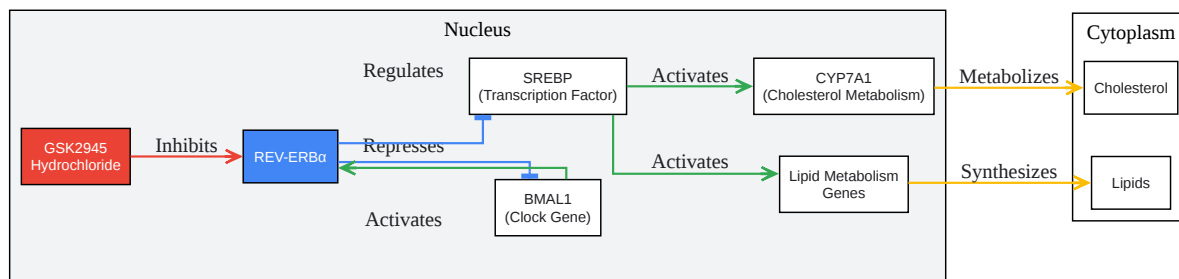 Nucleus
Cytoplasm
Regulates
SREBP
(Transcription Factor)
Activates
CYP7A1
(Cholesterol Metabolism)
Metabolizes
Cholesterol
GSK2945
Hydrochloride
Inhibits
REV-ERBα
Represses
Activates
Lipid Metabolism
Genes
Synthesizes
Lipids
BMAL1
(Clock Gene)
Activates